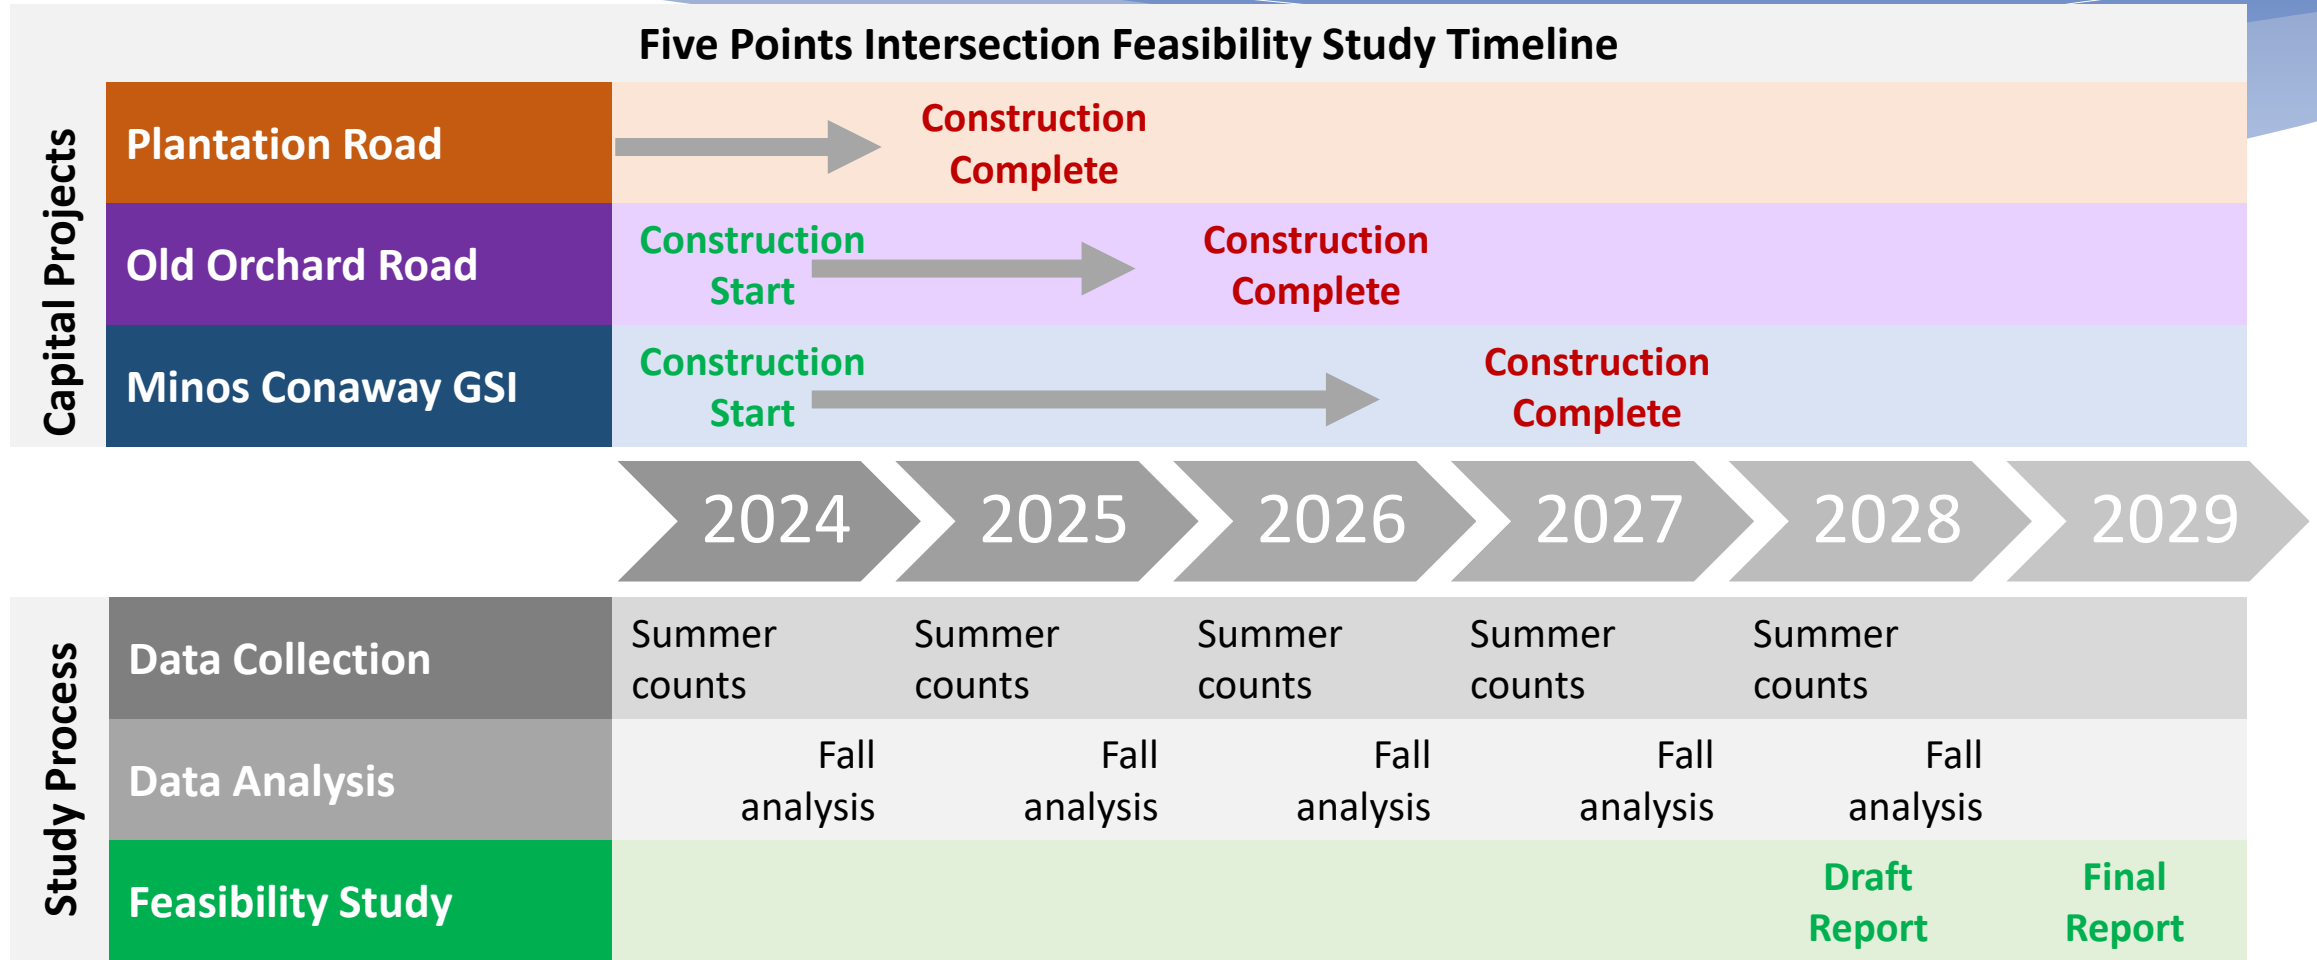 Five Points Intersection Feasibility Study Timeline
Capital Projects
Plantation Road
Construction
Complete
Old Orchard Road
Construction
Start
Construction
Complete
Minos Conaway GSI
Construction
Start
Construction
Complete
2024
2025
2026
2027
2028
2029
Study Process
Data Collection
Summer
counts
Summer
counts
Summer
counts
Summer
counts
Summer
counts
Data Analysis
Fall
analysis
Fall
analysis
Fall
analysis
Fall
analysis
Fall
analysis
Feasibility Study
Draft
Report
Final
Report